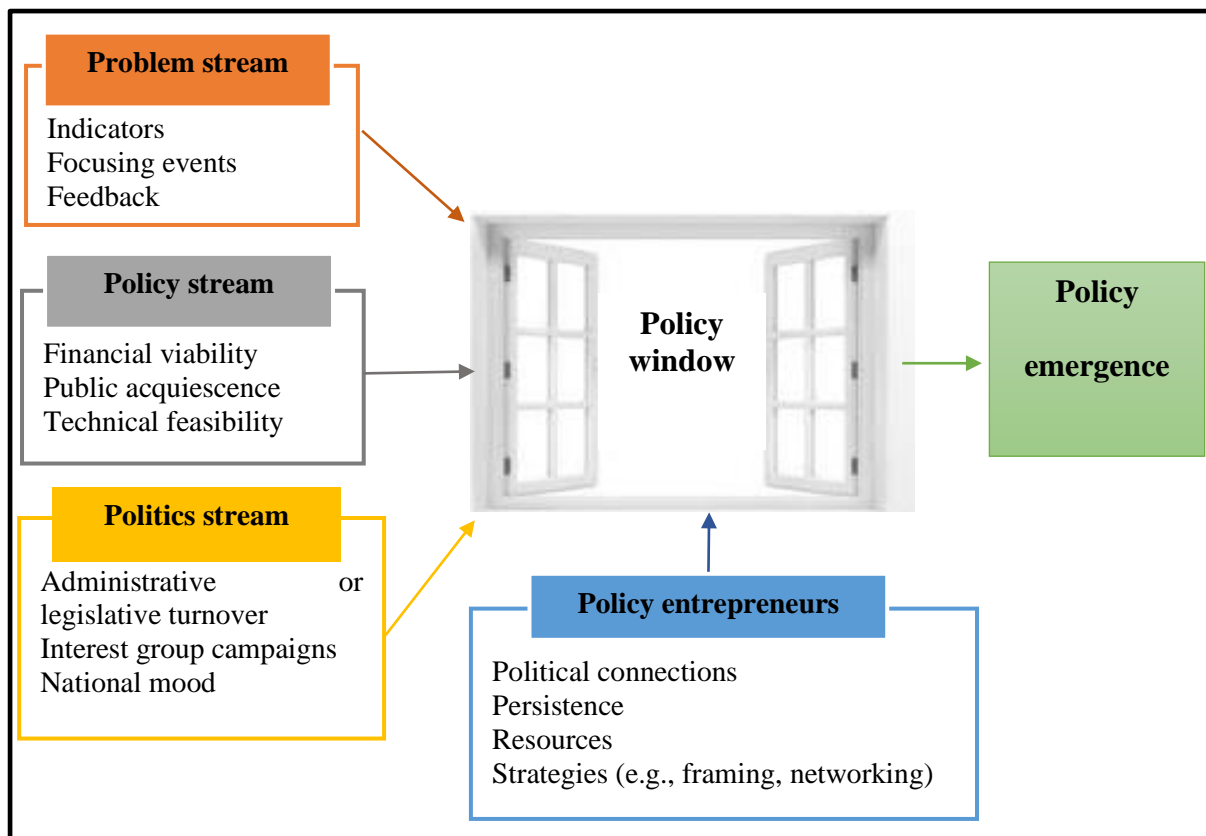 Problem stream
Indicators
Focusing events
Feedback
Policy stream
Financial viability
Public acquiescence
Technical feasibility
Politics stream
Administrative or
legislative turnover
Interest group campaigns
National mood
Policy
window
Policy entrepreneurs
Political connections
Persistence
Resources
Strategies (e.g., framing, networking)
Policy
emergence